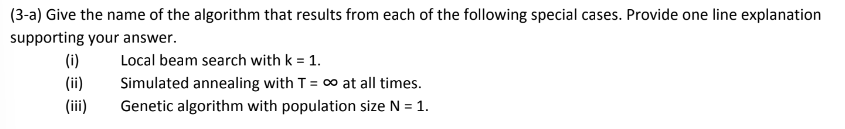 (3-a) Give the name of the algorithm that results from each of the following special cases. Provide one line explanation
supporting your answer.
(i) Local beam search with k = 1.
(ii) Simulated annealing with T = ∞ at all times.
(iii) Genetic algorithm with population size N = 1.